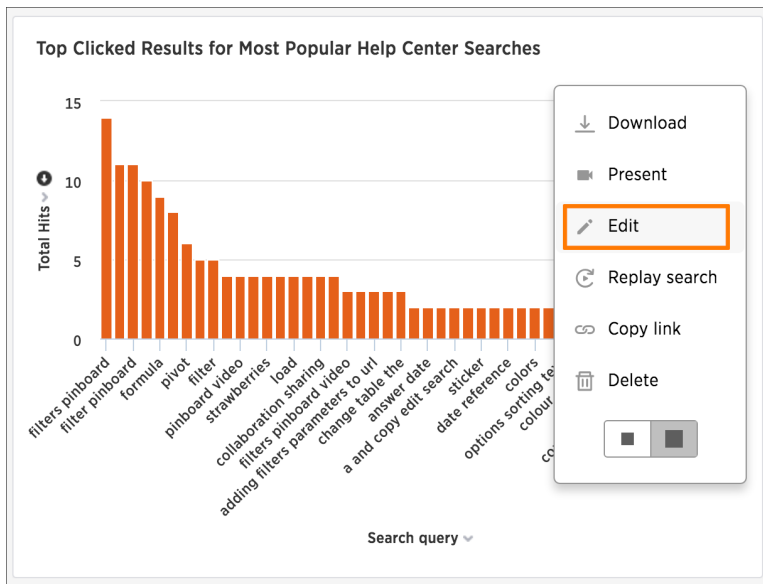 Top Clicked Results for Most Popular Help Center Searches
15
10
5
0
Total Hits
filters pinboard
filter pinboard
formula
pivot
filter
pinboard video
strawberries
load
collaboration sharing
filters pinboard video
adding filters parameters to url
change table the
answer date
a and copy edit search
sticker
date reference
colors
options sorting
colour
Search query
Download
Present
Edit
Replay search
Copy link
Delete